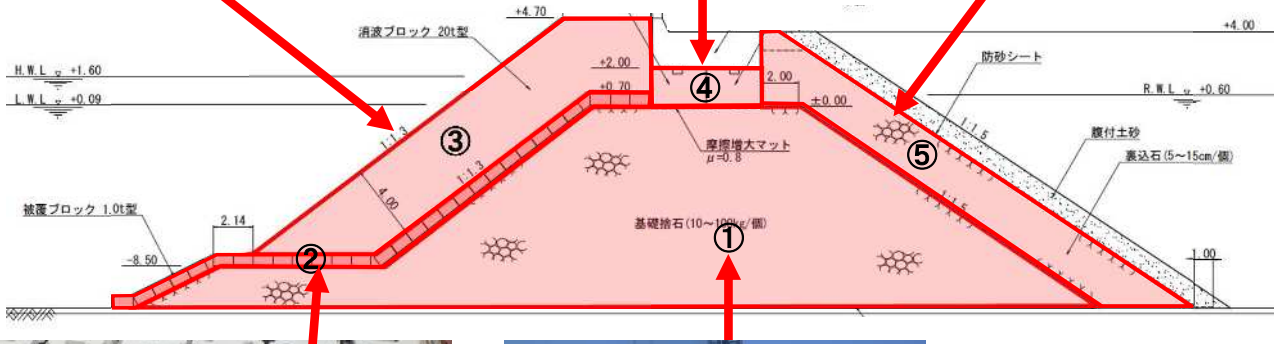 +4.70
+4.00
消波ブロック 20t型
防砂シート
H.W.L +1.60
+2.00
2.00
L.W.L +0.09
+0.70
④
±0.00
R.W.L +0.60
1:1.3
③
1:1.5
摩擦増大マット
μ=0.8
⑤
腹付土砂
裏込石(5～15cm/個)
1:1.3
4.00
1:1.5
被覆ブロック 1.0t型
2.14
基礎捨石(10～100kg/個)
①
-8.50
②
1.00